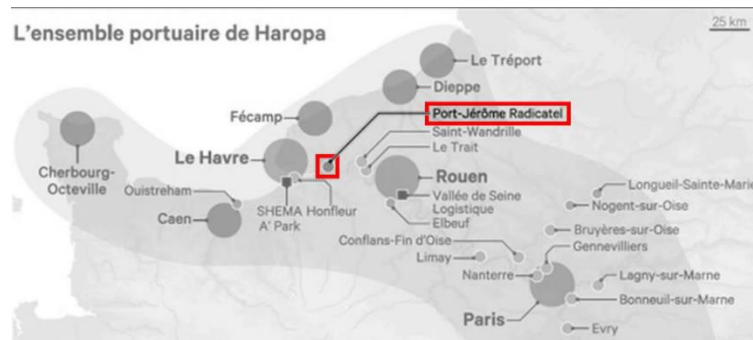 L'ensemble portuaire de Haropa
25 km
Le Tréport
Dieppe
Fécamp
Port-Jérôme Radicatel
Saint-Wandrille
Le Trait
Le Havre
Rouen
Cherbourg-
Octeville
Ouistreham
Caen
SHEMA
A' Park
Honfleur
Vallée de Seine
Logistique
Elbeuf
Longueil-Sainte-Marie
Nogent-sur-Oise
Bruyères-sur-Oise
Conflans-Fin d'Oise
Gennevilliers
Limay
Nanterre
Lagny-sur-Marne
Bonneuil-sur-Marne
Paris
Evry